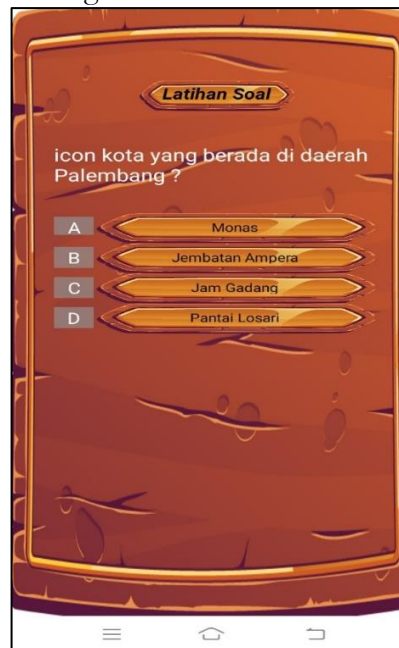 Latihan Soal
icon kota yang berada di daerah
Palembang ?
A Monas
B Jembatan Ampera
C Jam Gadang
D Pantai Losari